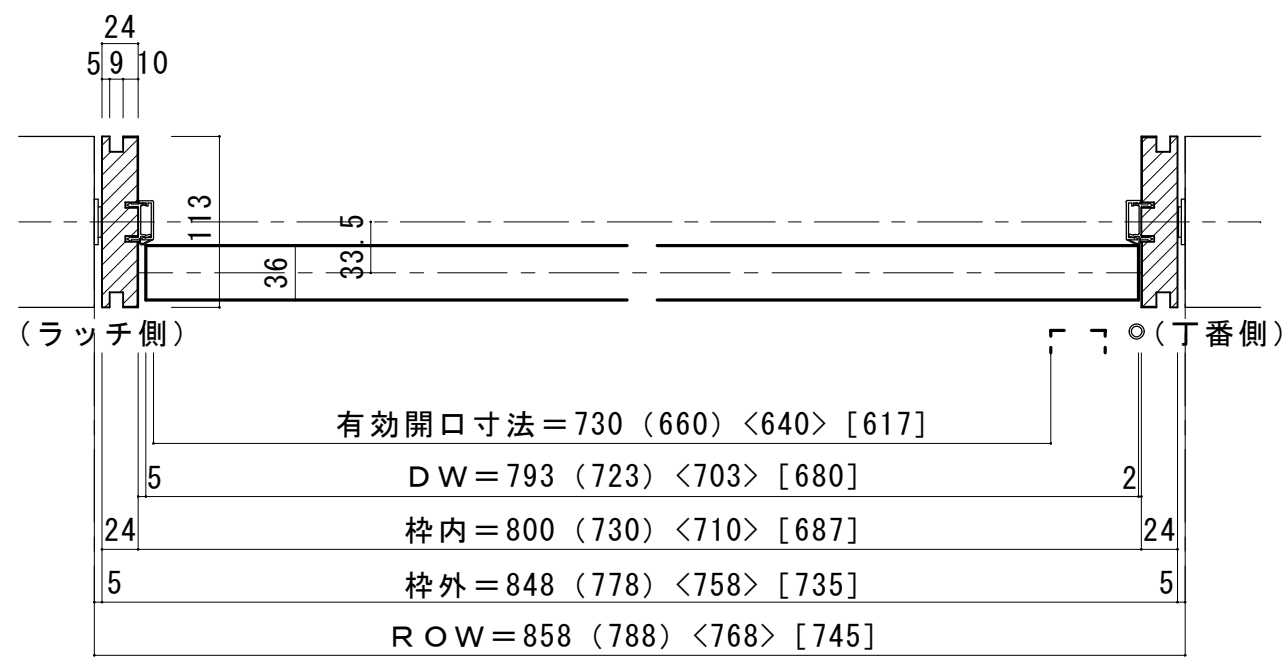 24
5 9 10
113
33.5
36
(ラッチ側)
(丁番側)
有効開口寸法=730 (660) <640> [617]
5 DW=793 (723) <703> [680] 2
24 枠内=800 (730) <710> [687] 24
5 枠外=848 (778) <758> [735] 5
ROW=858 (788) <768> [745]